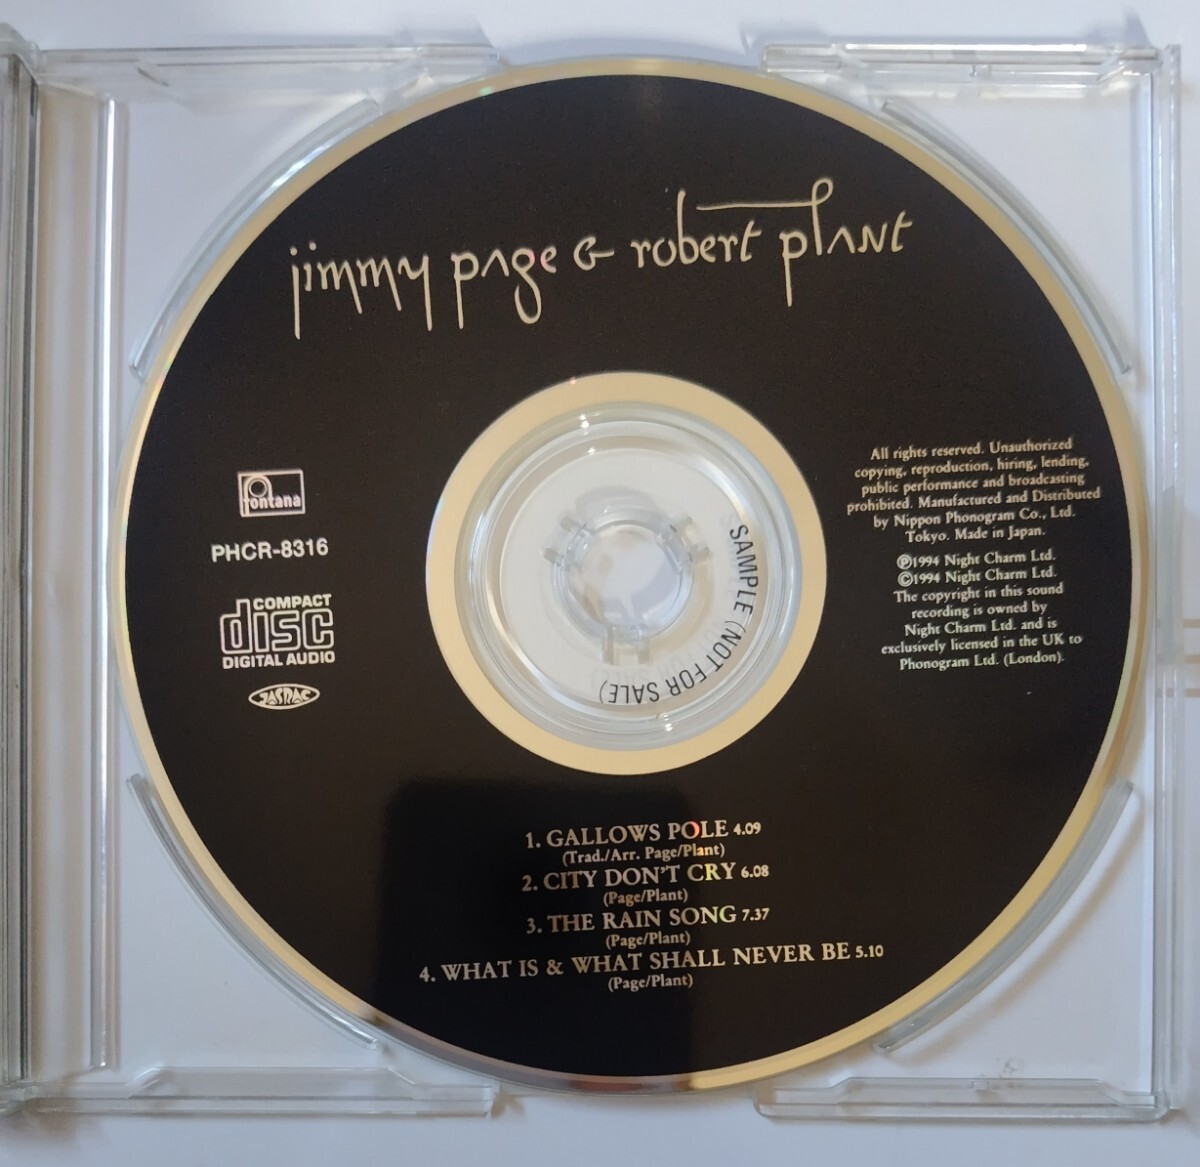 jimmy page & robert plant
fontana
PHCR-8316
COMPACT
disc
DIGITAL AUDIO
JASRAC
SAMPLE (NOT FOR SALE)
All rights reserved. Unauthorized
copying, reproduction, hiring, lending,
public performance and broadcasting
prohibited. Manufactured and Distributed
by Nippon Phonogram Co., Ltd.
Tokyo. Made in Japan.
Ⓟ1994 Night Charm Ltd.
©1994 Night Charm Ltd.
The copyright in this sound
recording is owned by
Night Charm Ltd. and is
exclusively licensed in the UK to
Phonogram Ltd. (London).
1. GALLOWS POLE 4.09
(Trad./Arr. Page/Plant)
2. CITY DON'T CRY 6.08
(Page/Plant)
3. THE RAIN SONG 7.37
(Page/Plant)
4. WHAT IS & WHAT SHALL NEVER BE 5.10
(Page/Plant)